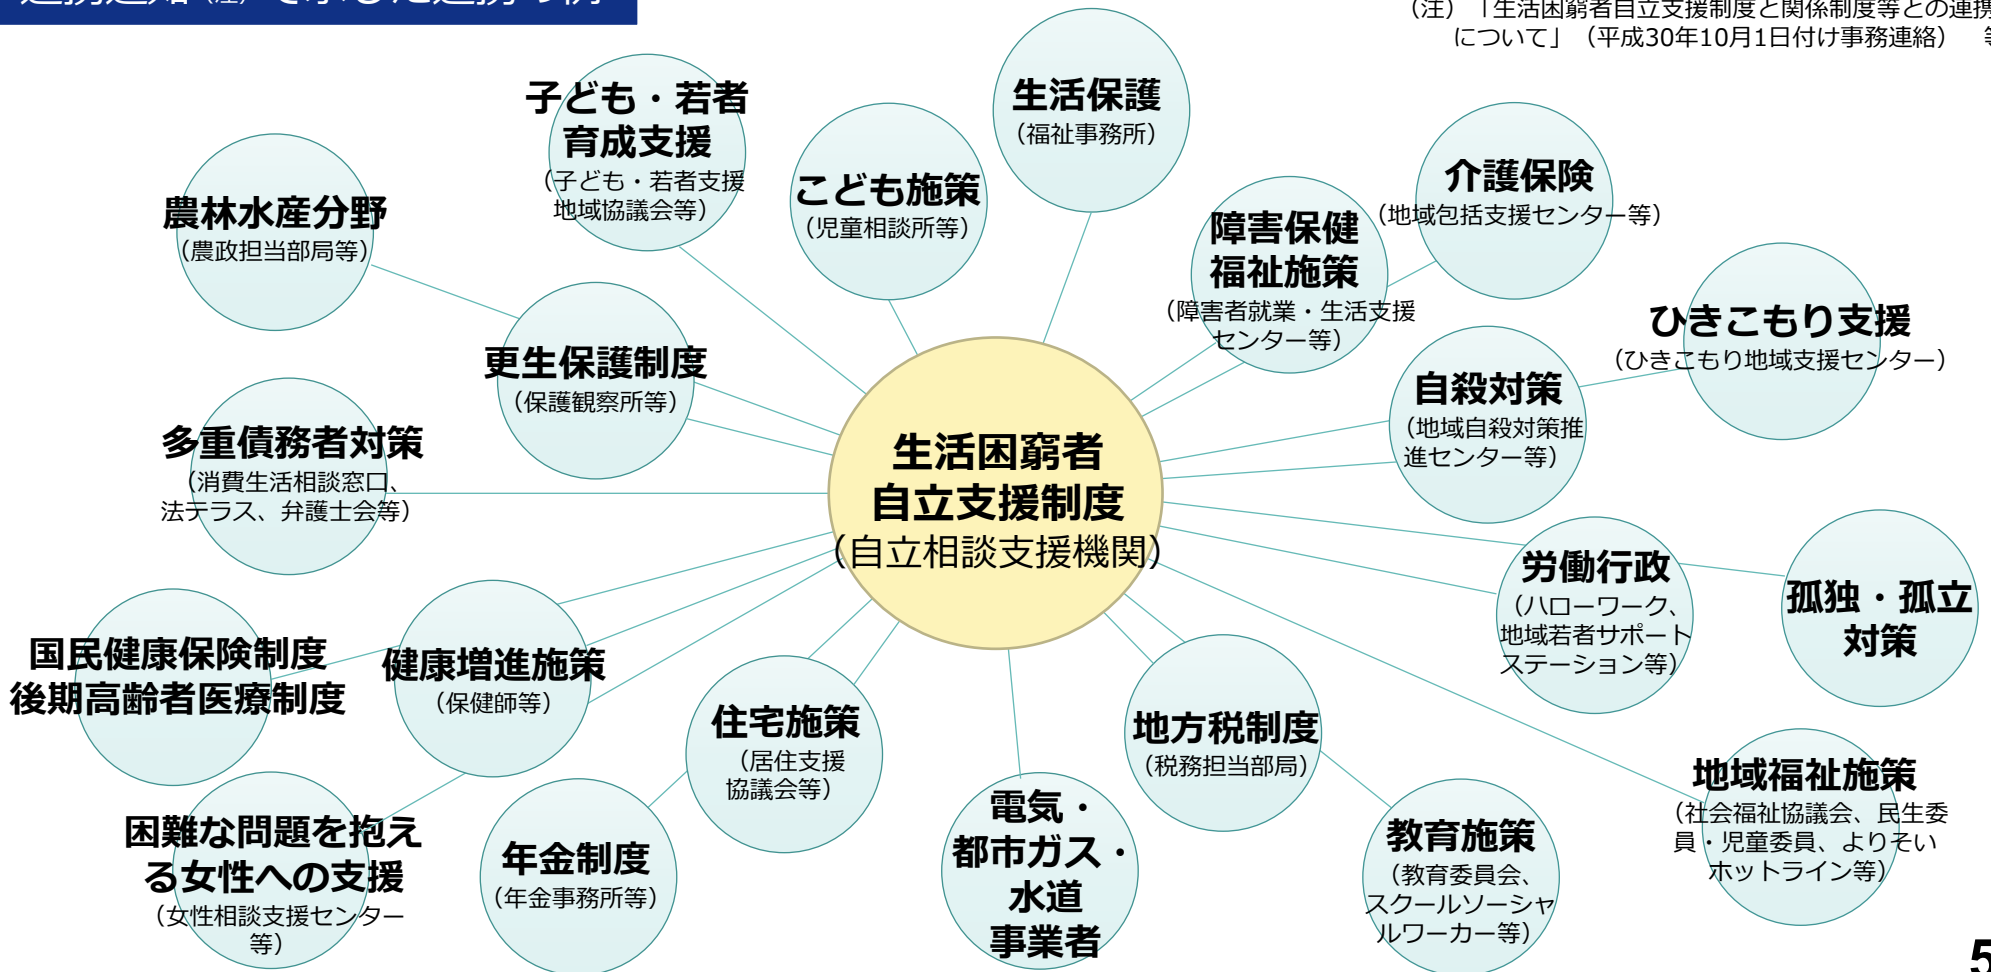 連携通知（注）で示した連携の例
（注）「生活困窮者自立支援制度と関係制度等との連携
について」（平成30年10月1日付け事務連絡）　等
生活保護
（福祉事務所）
子ども・若者
育成支援
（子ども・若者支援
地域協議会等）
こども施策
（児童相談所等）
介護保険
（地域包括支援センター等）
農林水産分野
（農政担当部局等）
障害保健
福祉施策
（障害者就業・生活支援
センター等）
ひきこもり支援
（ひきこもり地域支援センター）
更生保護制度
（保護観察所等）
自殺対策
（地域自殺対策推
進センター等）
多重債務者対策
（消費生活相談窓口、
法テラス、弁護士会等）
生活困窮者
自立支援制度
（自立相談支援機関）
労働行政
（ハローワーク、
地域若者サポート
ステーション等）
孤独・孤立
対策
国民健康保険制度
後期高齢者医療制度
健康増進施策
（保健師等）
住宅施策
（居住支援
協議会等）
地方税制度
（税務担当部局）
地域福祉施策
（社会福祉協議会、民生委
員・児童委員、よりそい
ホットライン等）
困難な問題を抱え
る女性への支援
（女性相談支援センター
等）
年金制度
（年金事務所等）
電気・
都市ガス・
水道
事業者
教育施策
（教育委員会、
スクールソーシャ
ルワーカー等）
5